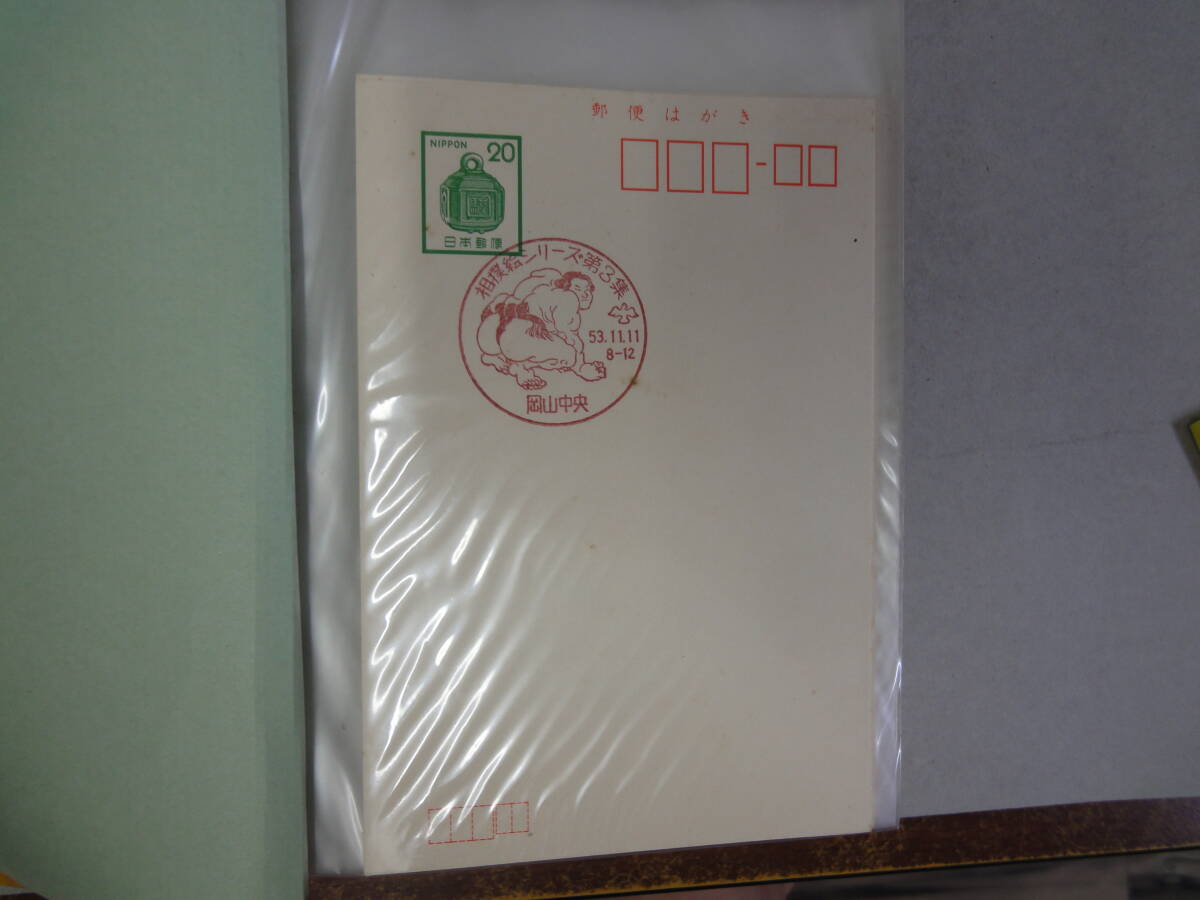 郵便はがき
NIPPON 20
日本郵便
相撲絵シリーズ第3集
53.11.11
8-12
岡山中央